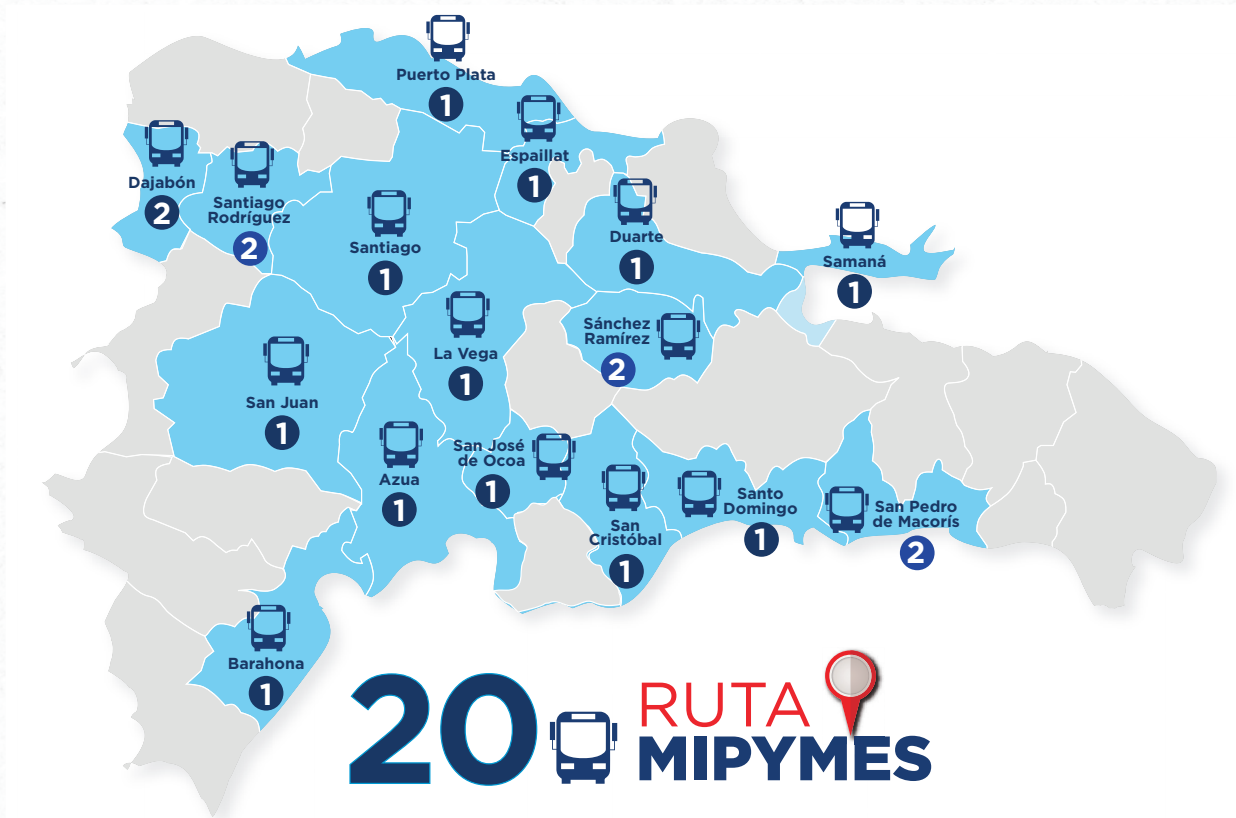 Puerto Plata
1
Espaillat
1
Dajabón
2
Santiago
Rodríguez
2
Santiago
1
Duarte
1
Samaná
1
La Vega
1
Sánchez
Ramírez
2
San Juan
1
Azua
1
San José
de Ocoa
1
San
Cristóbal
1
Santo
Domingo
1
San Pedro
de Macorís
2
Barahona
1
20
RUTA
MIPYMES